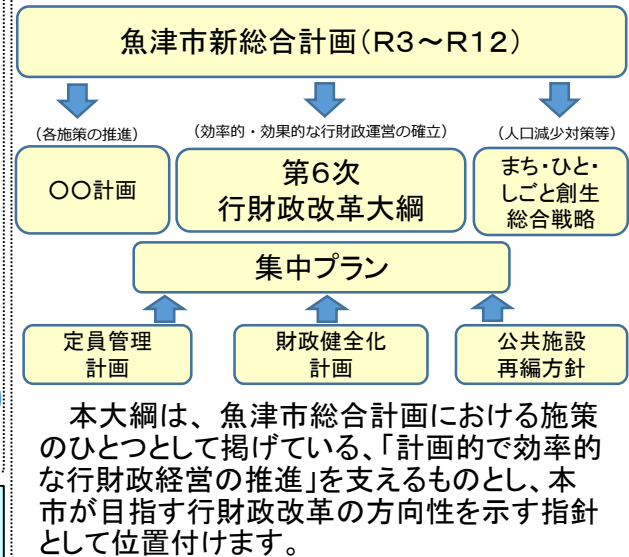 魚津市新総合計画(R3~R12)
(各施策の推進)
(効率的・効果的な行財政運営の確立)
(人口減少対策等)
〇〇計画
第6次
行財政改革大綱
まち・ひと・
しごと創生
総合戦略
集中プラン
定員管理
計画
財政健全化
計画
公共施設
再編方針
本大綱は、魚津市総合計画における施策
のひとつとして掲げている、「計画的で効率的
な行財政経営の推進」を支えるものとし、本
市が目指す行財政改革の方向性を示す指針
として位置付けます。